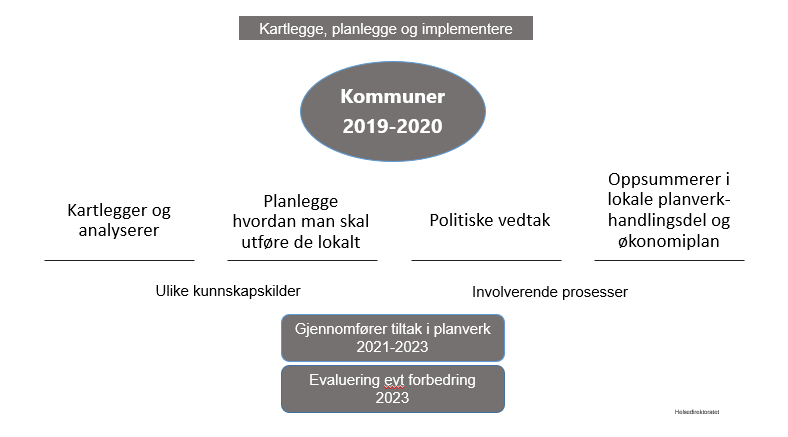 Kartlegge, planlegge og implementere
Kommuner
2019-2020
Kartlegger og
analyserer
Planlegge
hvordan man skal
utføre de lokalt
Politiske vedtak
Oppsummerer i
lokale planverk-
handlingsdel og
økonomiplan
Ulike kunnskapskilder
Involverende prosesser
Gjennomfører tiltak i planverk
2021-2023
Evaluering evt forbedring
2023
Helsedirektoratet